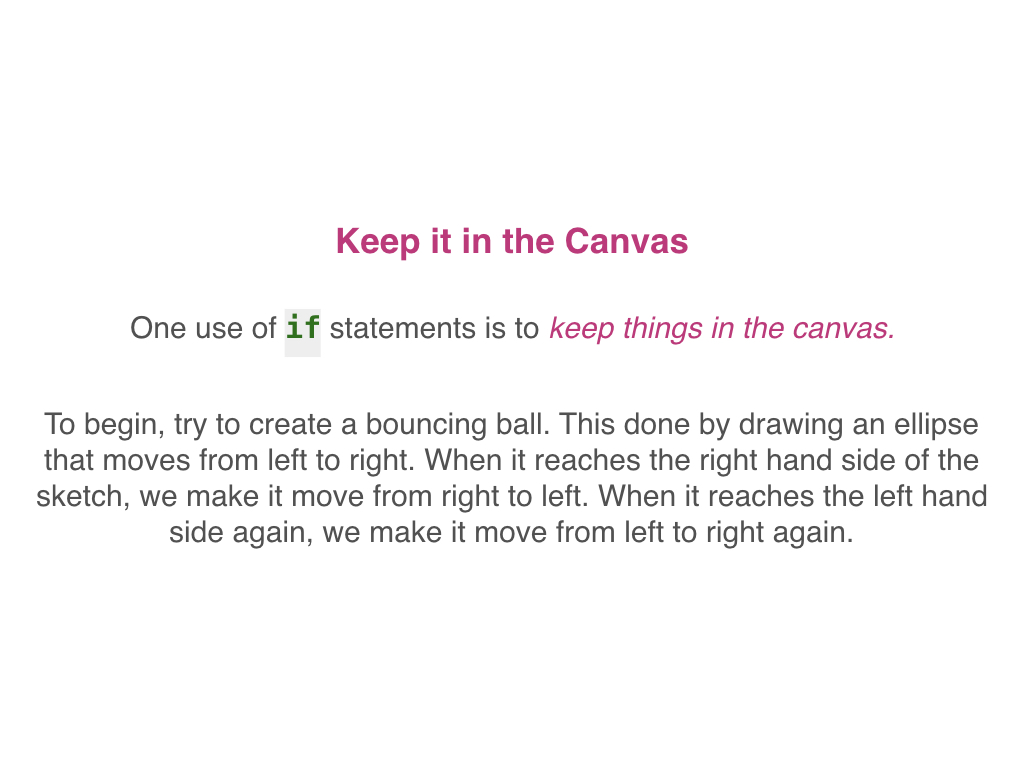 Keep it in the Canvas
One use of if statements is to keep things in the canvas.
To begin, try to create a bouncing ball. This done by drawing an ellipse
that moves from left to right. When it reaches the right hand side of the
sketch, we make it move from right to left. When it reaches the left hand
side again, we make it move from left to right again.